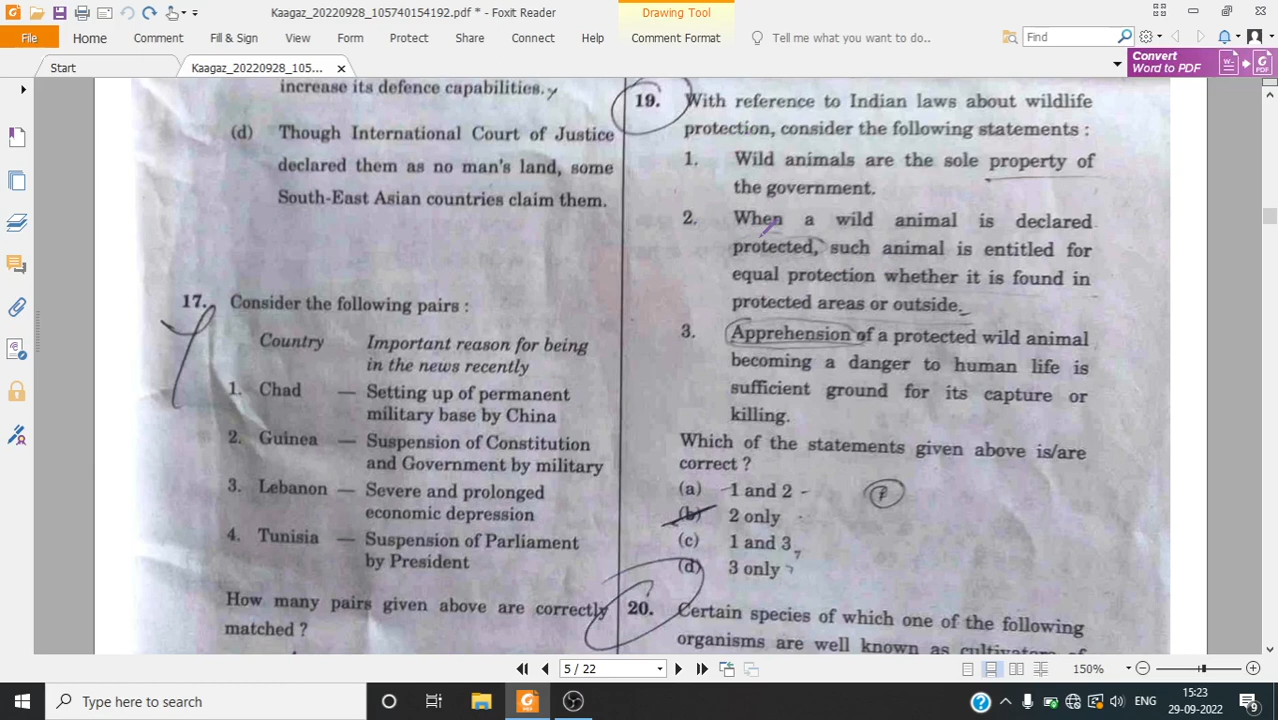 Kaagaz_20220928_105740154192.pdf * - Foxit Reader
Drawing Tool
File
Home
Comment
Fill & Sign
View
Form
Protect
Share
Connect
Help
Comment Format
Tell me what you want to do..
Find
Start
Kaagaz_20220928_105...
Convert
Word to PDF
increase its defence capabilities.
(d) Though International Court of Justice
declared them as no man's land, some
South-East Asian countries claim them.
17. Consider the following pairs :
Country Important reason for being
in the news recently
1. Chad — Setting up of permanent
military base by China
2. Guinea — Suspension of Constitution
and Government by military
3. Lebanon — Severe and prolonged
economic depression
4. Tunisia — Suspension of Parliament
by President
How many pairs given above are correctly
matched ?
19. With reference to Indian laws about wildlife
protection, consider the following statements :
1. Wild animals are the sole property of
the government.
2. When a wild animal is declared
protected, such animal is entitled for
equal protection whether it is found in
protected areas or outside.
3. Apprehension of a protected wild animal
becoming a danger to human life is
sufficient ground for its capture or
killing.
Which of the statements given above is/are
correct ?
(a) 1 and 2
(b) 2 only
(c) 1 and 3
(d) 3 only
20. Certain species of which one of the following
organisms are well known as cultivators of
5 / 22
150%
Type here to search
ENG
15:23
29-09-2022
9